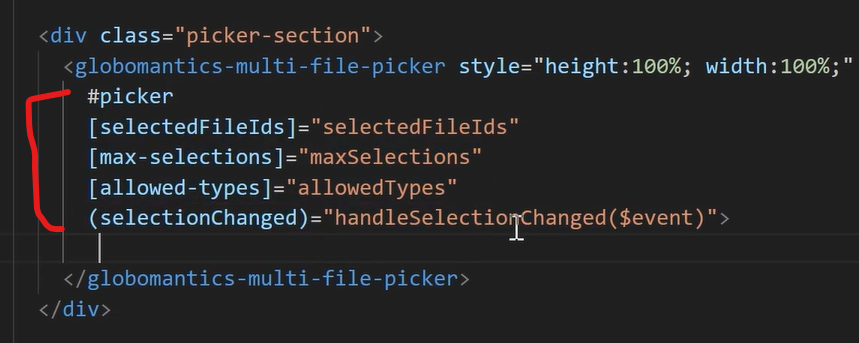 <div class="picker-section">
<globomantics-multi-file-picker style="height:100%; width:100%;"
#picker
[selectedFileIds]="selectedFileIds"
[max-selections]="maxSelections"
[allowed-types]="allowedTypes"
(selectionChanged)="handleSelectionChanged($event)">
</globomantics-multi-file-picker>
</div>